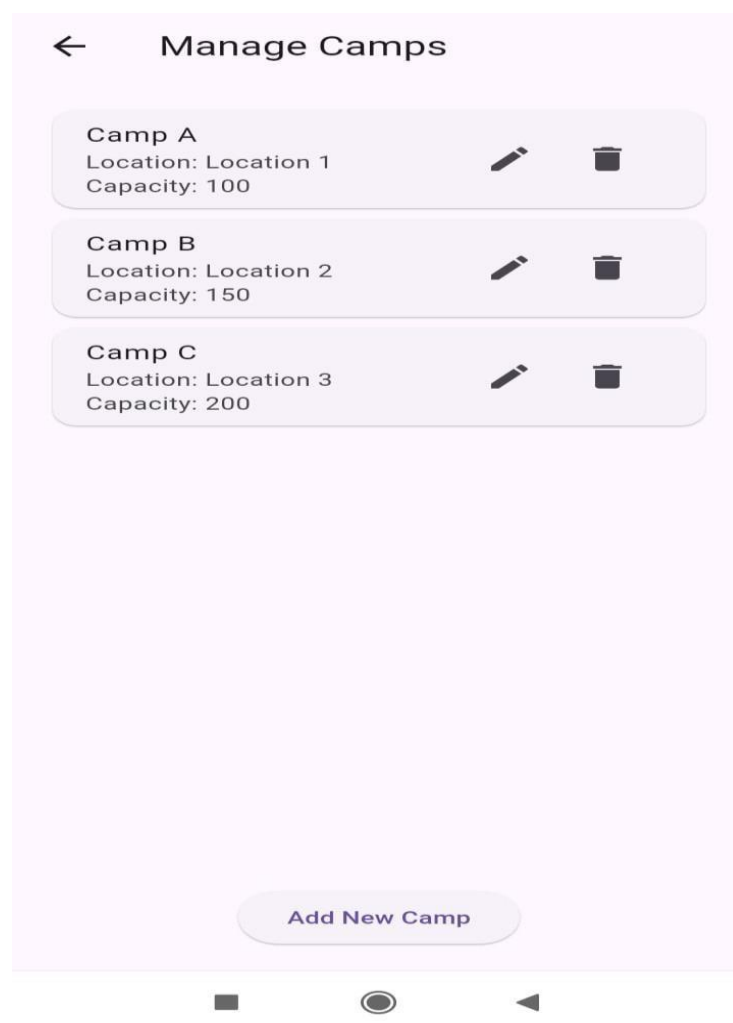 Manage Camps
Camp A
Location: Location 1
Capacity: 100
Camp B
Location: Location 2
Capacity: 150
Camp C
Location: Location 3
Capacity: 200
Add New Camp